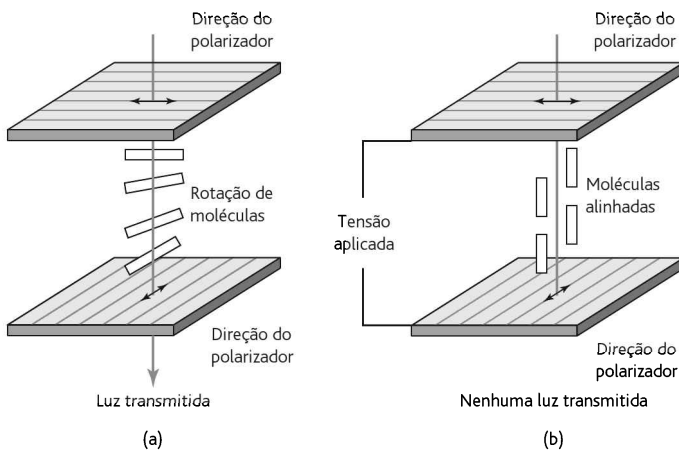 Direção do
polarizador
Rotação de
moléculas
Direção do
polarizador
Luz transmitida
(a)
Direção do
polarizador
Moléculas
alinhadas
Tensão
aplicada
Direção do
polarizador
Nenhuma luz transmitida
(b)